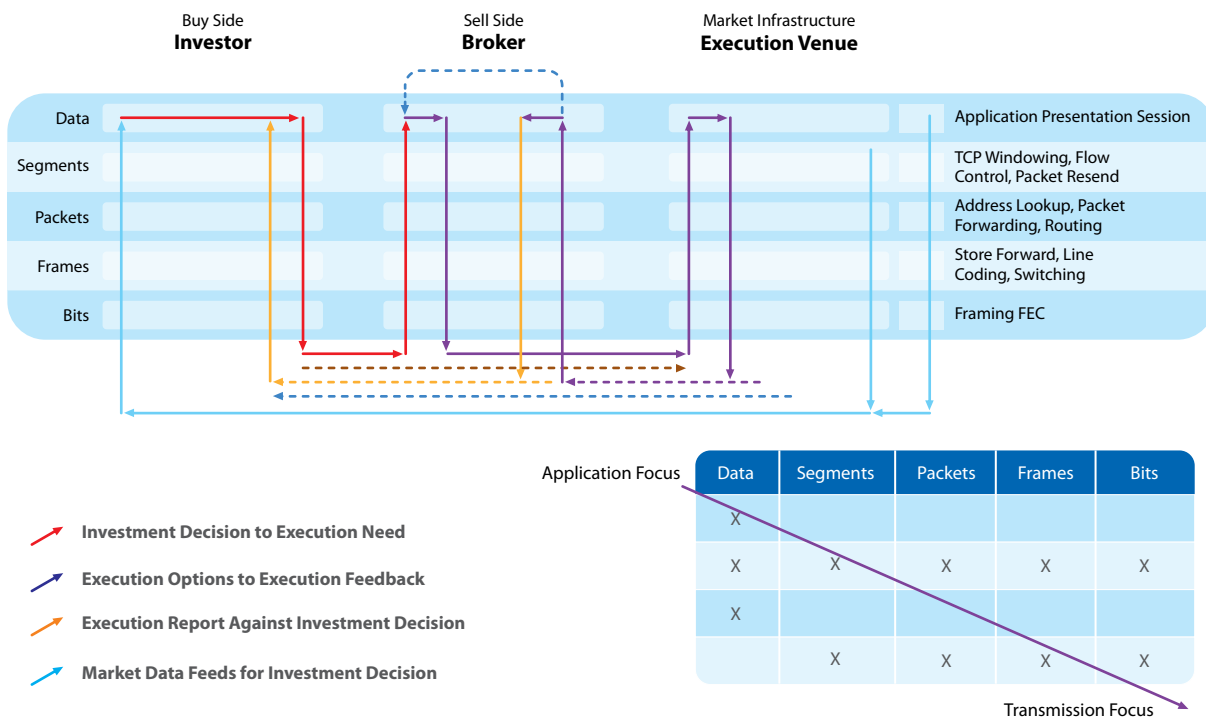 Buy Side
Investor
Sell Side
Broker
Market Infrastructure
Execution Venue
Data
Application Presentation Session
Segments
TCP Windowing, Flow
Control, Packet Resend
Packets
Address Lookup, Packet
Forwarding, Routing
Frames
Store Forward, Line
Coding, Switching
Bits
Framing FEC
Application Focus
Data Segments Packets Frames Bits
X
X X X X X
X
X X X X
Transmission Focus
Investment Decision to Execution Need
Execution Options to Execution Feedback
Execution Report Against Investment Decision
Market Data Feeds for Investment Decision